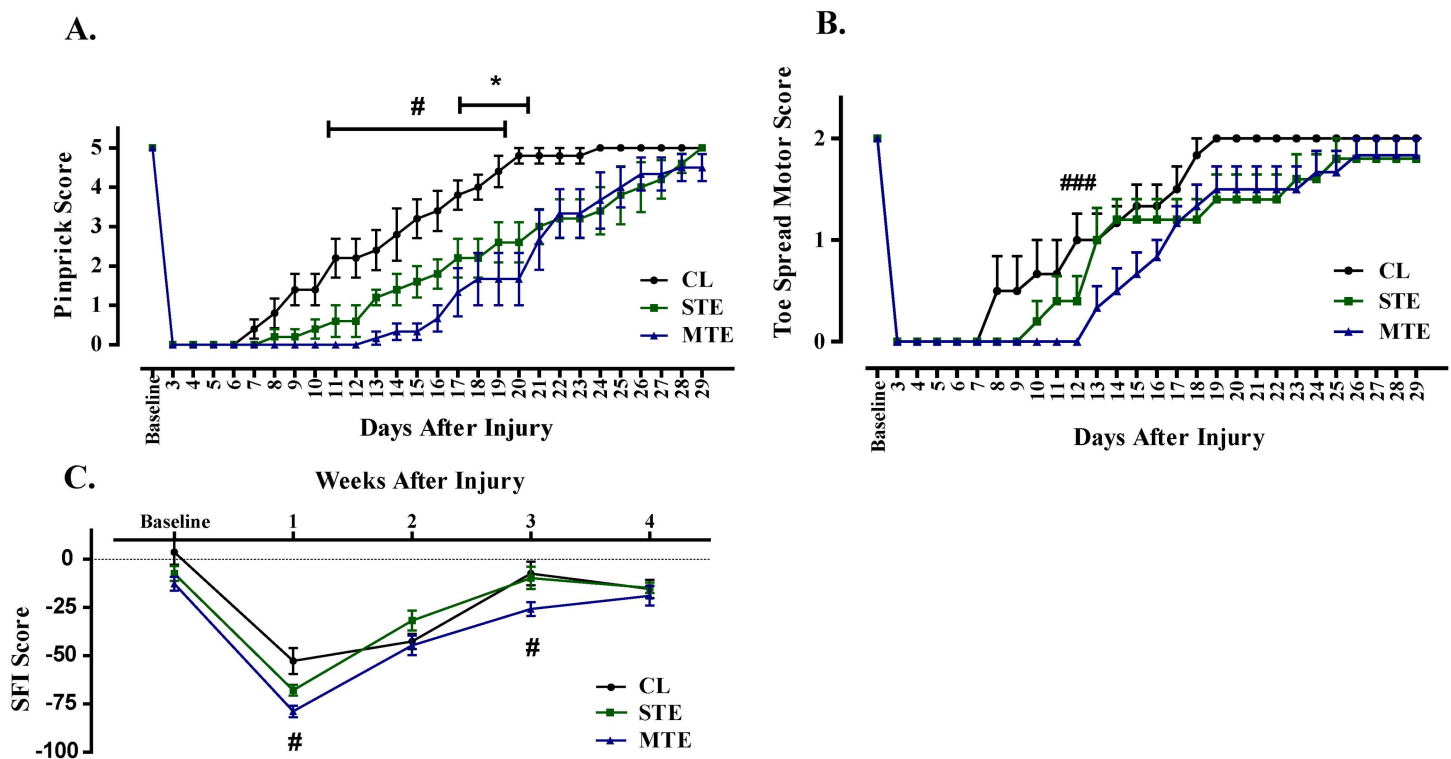 A.
#
*
Pinprick Score
5
4
3
2
1
0
CL
STE
MTE
Baseline 3 4 5 6 7 8 9 10 11 12 13 14 15 16 17 18 19 20 21 22 23 24 25 26 27 28 29
Days After Injury
B.
###
Toe Spread Motor Score
2
1
0
CL
STE
MTE
Baseline 3 4 5 6 7 8 9 10 11 12 13 14 15 16 17 18 19 20 21 22 23 24 25 26 27 28 29
Days After Injury
C.
Weeks After Injury
Baseline 1 2 3 4
SFI Score
0
-25
-50
-75
-100
#
#
CL
STE
MTE